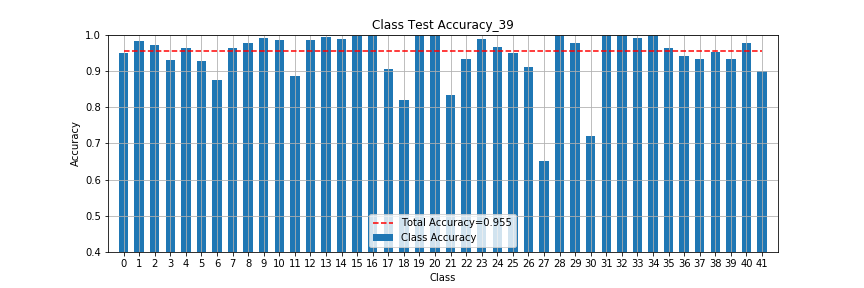 Class Test Accuracy_39
1.0
0.9
0.8
0.7
0.6
0.5
0.4
Accuracy
Total Accuracy=0.955
Class Accuracy
0 1 2 3 4 5 6 7 8 9 10 11 12 13 14 15 16 17 18 19 20 21 22 23 24 25 26 27 28 29 30 31 32 33 34 35 36 37 38 39 40 41
Class